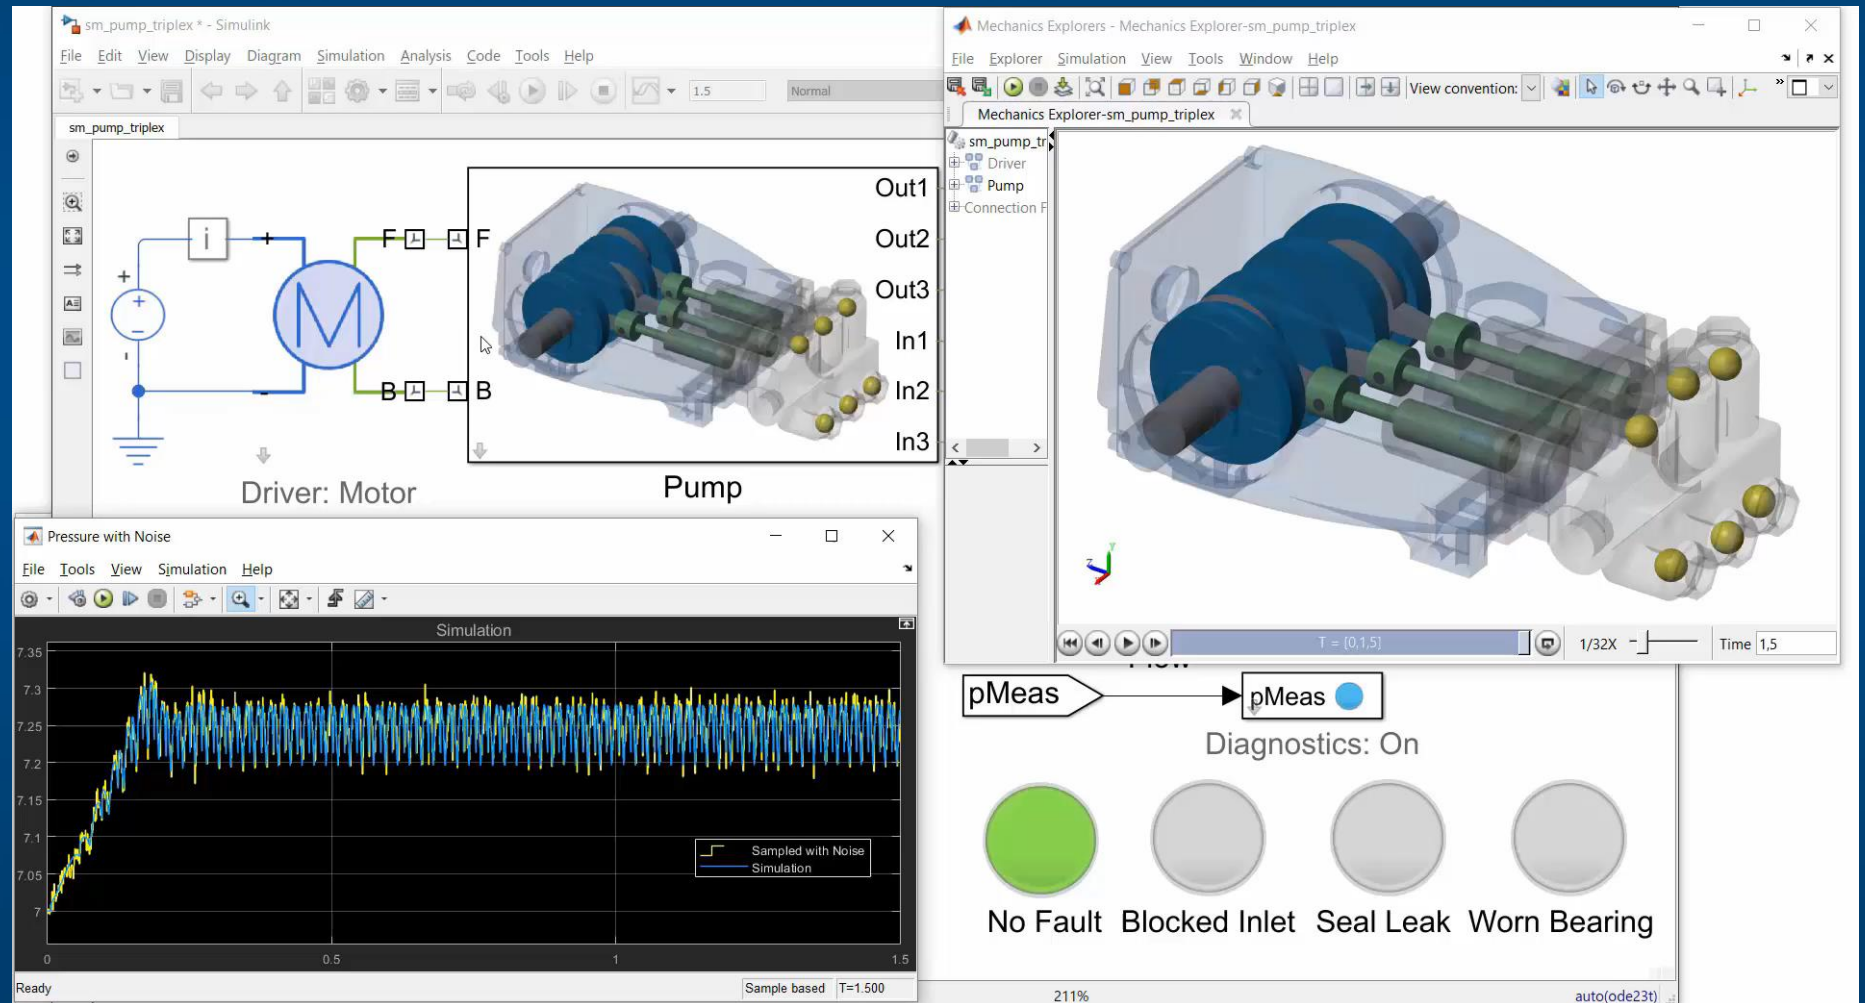 sm_pump_triplex * - Simulink
File Edit View Display Diagram Simulation Analysis Code Tools Help
1.5 Normal
sm_pump_triplex
i
+
+
+
F
F
M
-
-
B
B
Driver: Motor
Out1
Out2
Out3
In1
In2
In3
Pump
Mechanics Explorers - Mechanics Explorer-sm_pump_triplex
File Explorer Simulation View Tools Window Help
View convention:
Mechanics Explorer-sm_pump_triplex
sm_pump_tr
Driver
Pump
Connection F
T = [0,1,5]
1/32X
Time 1,5
Pressure with Noise
File Tools View Simulation Help
Simulation
7.35
7.3
7.25
7.2
7.15
7.1
7.05
7
0 0.5 1 1.5
Sampled with Noise
Simulation
Ready
Sample based T=1.500
pMeas
pMeas
Diagnostics: On
No Fault Blocked Inlet Seal Leak Worn Bearing
211%
auto(ode23t)